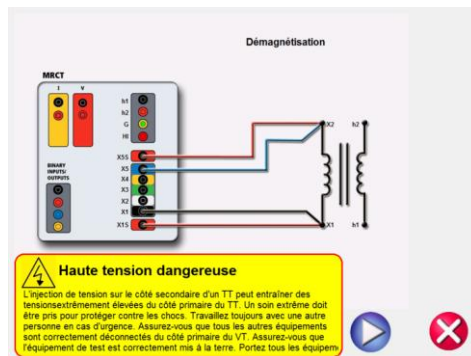 Démagnétisation
MRCT
I
V
h1
h2
G
HI
BINARY
INPUTS/
OUTPUTS
X5S
X5
X4
X3
X2
X1
X1S
X2
h2
X1
h1
Haute tension dangereuse
L'injection de tension sur le côté secondaire d'un TT peut entraîner des
tensionsextrêmement élevées du côté primaire du TT. Un soin extrême doit
être pris pour protéger contre les chocs. Travaillez toujours avec une autre
personne en cas d'urgence. Assurez-vous que tous les autres équipements
sont correctement déconnectés du côté primaire du VT. Assurez-vous que
l'équipement de test est correctement mis à la terre. Portez tous les équipem